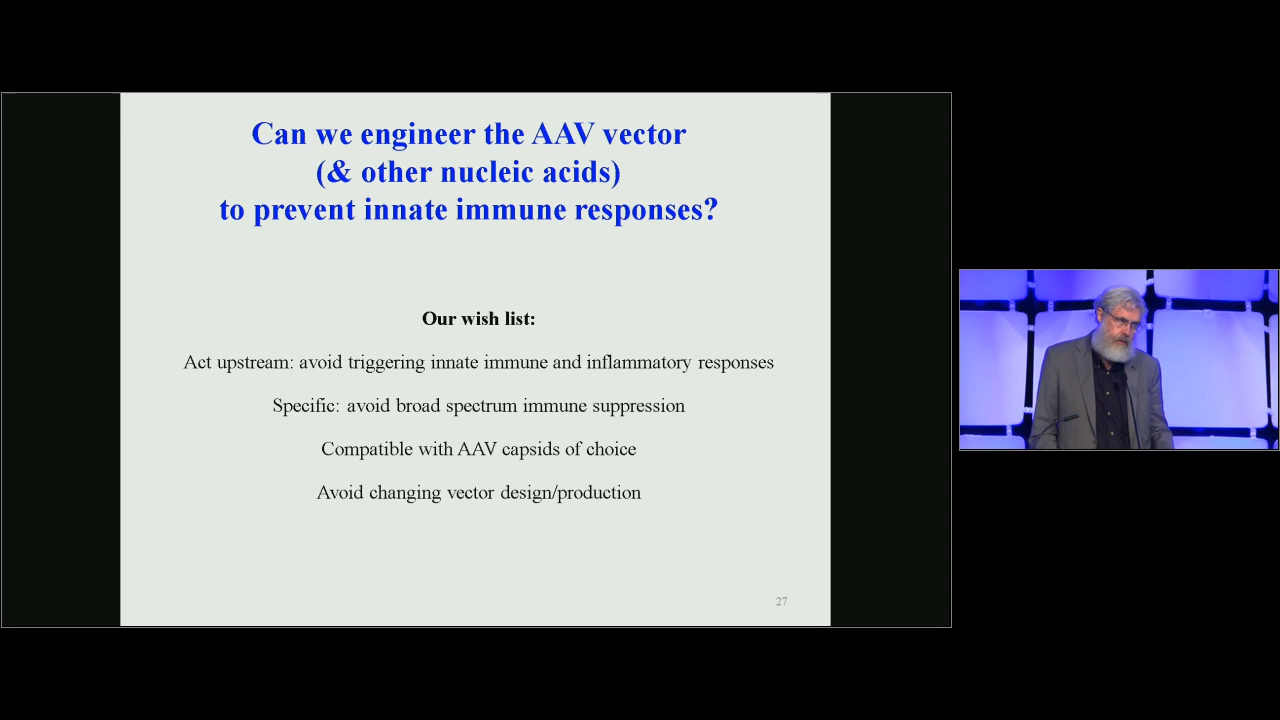 Can we engineer the AAV vector
(& other nucleic acids)
to prevent innate immune responses?
Our wish list:
Act upstream: avoid triggering innate immune and inflammatory responses
Specific: avoid broad spectrum immune suppression
Compatible with AAV capsids of choice
Avoid changing vector design/production
27